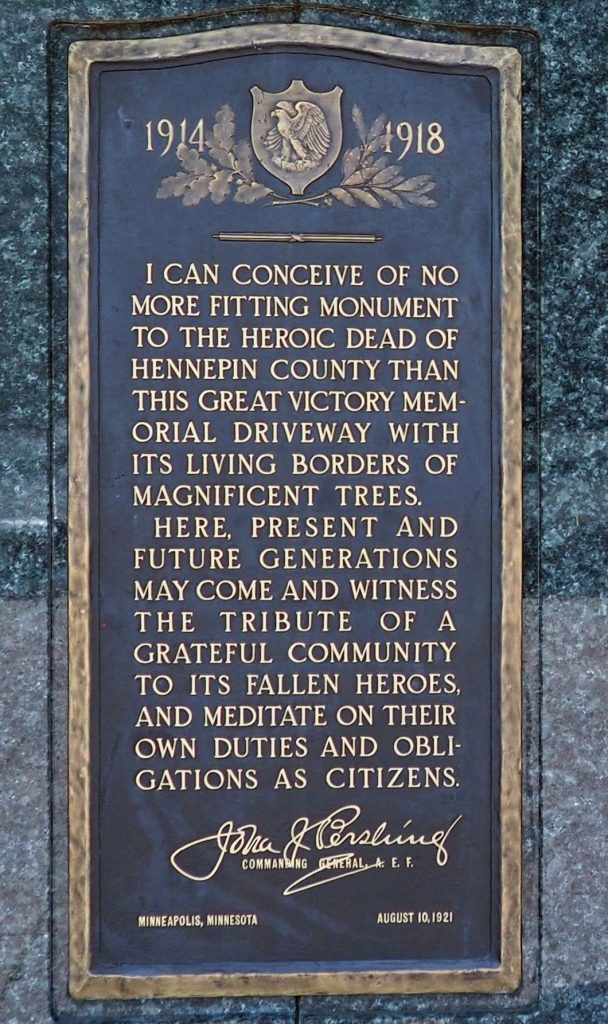 1914 1918
I CAN CONCEIVE OF NO
MORE FITTING MONUMENT
TO THE HEROIC DEAD OF
HENNEPIN COUNTY THAN
THIS GREAT VICTORY MEM-
ORIAL DRIVEWAY WITH
ITS LIVING BORDERS OF
MAGNIFICENT TREES.
HERE, PRESENT AND
FUTURE GENERATIONS
MAY COME AND WITNESS
THE TRIBUTE OF A
GRATEFUL COMMUNITY
TO ITS FALLEN HEROES,
AND MEDITATE ON THEIR
OWN DUTIES AND OBLI-
GATIONS AS CITIZENS.
John J. Pershing
COMMANDING GENERAL, A. E. F.
MINNEAPOLIS, MINNESOTA AUGUST 10, 1921